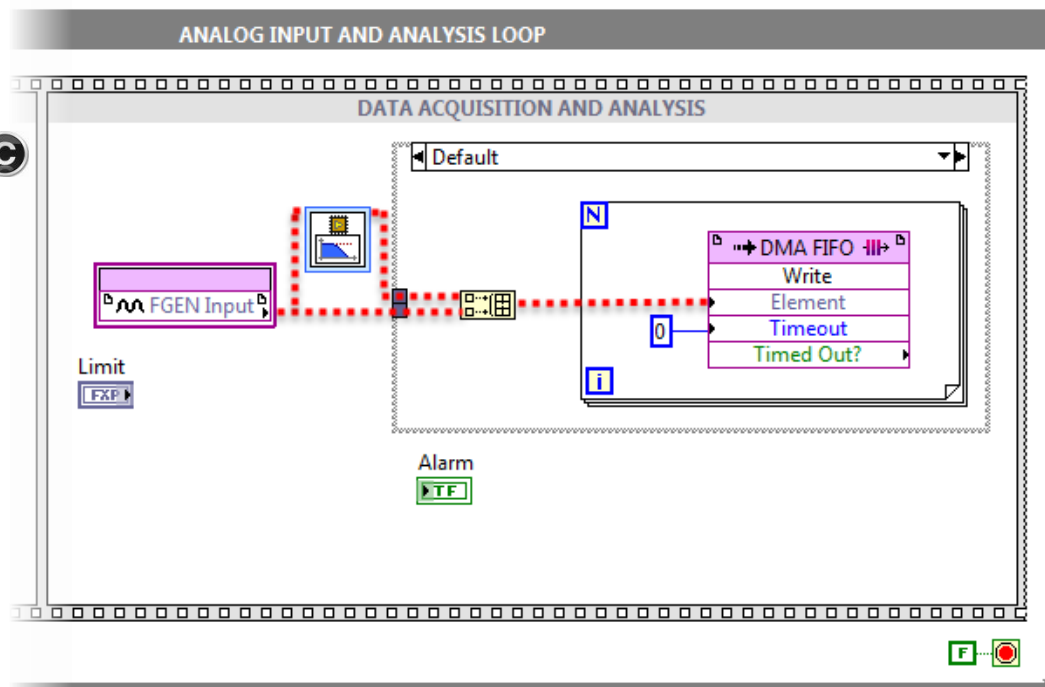 ANALOG INPUT AND ANALYSIS LOOP
DATA ACQUISITION AND ANALYSIS
C
Default
N
DMA FIFO
Write
FGEN Input
Element
0
Timeout
Timed Out?
Limit
FXP
i
Alarm
TF
F